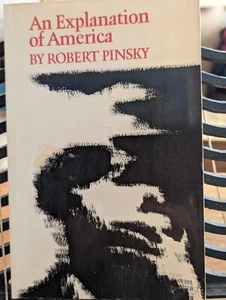 An Explanation
of America
BY ROBERT PINSKY